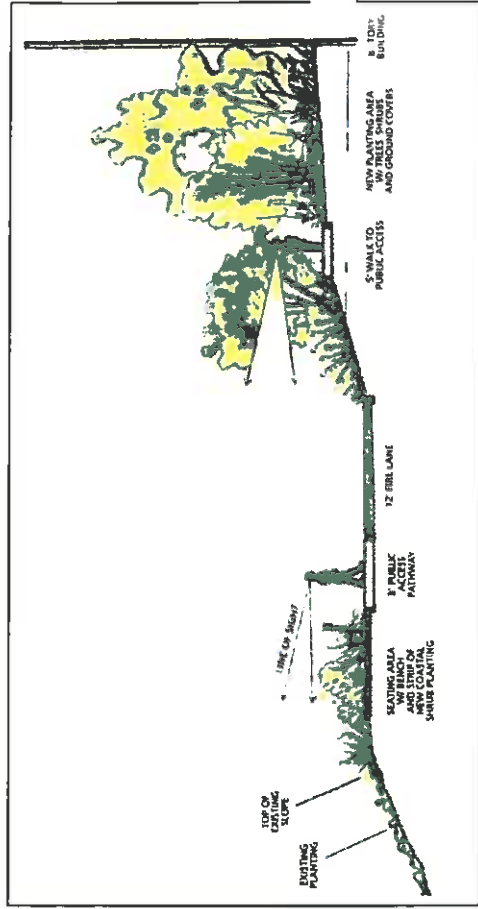 TOP OF
EXISTING
SLOPE
EXISTING
PLANTING
LINE OF SIGHT
SEATING AREA
W/ BENCH
AND STRIP OF
NEW COASTAL
SHRUB PLANTING
8' PUBLIC
ACCESS
PATHWAY
12' FIRE LANE
5' WALK TO
PUBLIC ACCESS
NEW PLANTING AREA
W/ TREES SHRUBS
AND GROUND COVERS
BUILDING